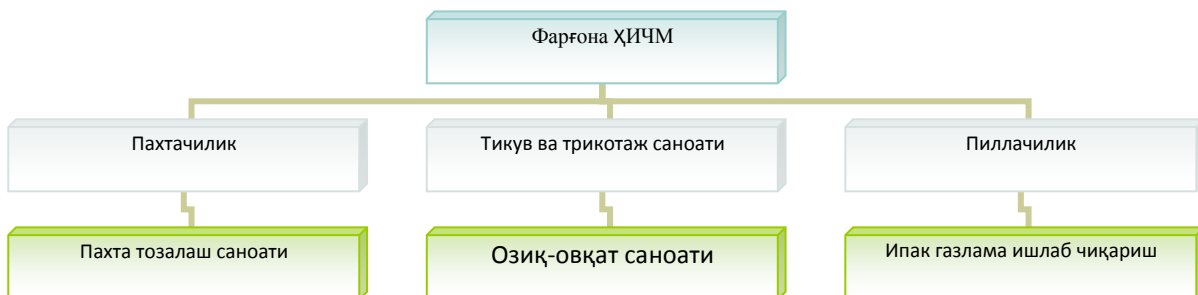 Фарғона ҲИЧМ
Пахтачилик
Тикув ва трикотаж саноати
Пиллачилик
Пахта тозалаш саноати
Озиқ-овқат саноати
Ипак газлама ишлаб чиқариш